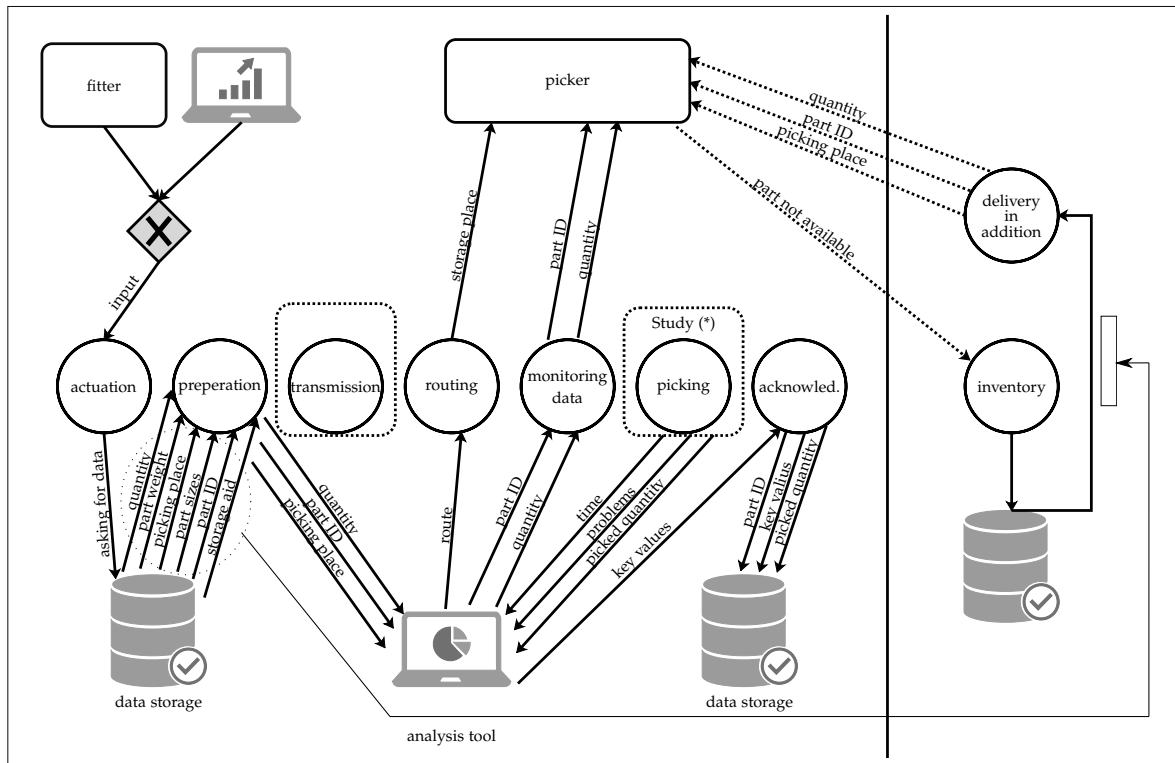 fitter
picker
quantity
part ID
picking place
storage place
part ID
quantity
part not available
delivery
in
addition
input
Study (*)
actuation
preperation
transmission
routing
monitoring
data
picking
acknowled.
inventory
asking for data
quantity
part weight
picking place
part sizes
part ID
storage aid
quantity
part ID
picking place
route
part ID
quantity
time
problems
picked quantity
key values
part ID
key valius
picked quantity
data storage
analysis tool
data storage